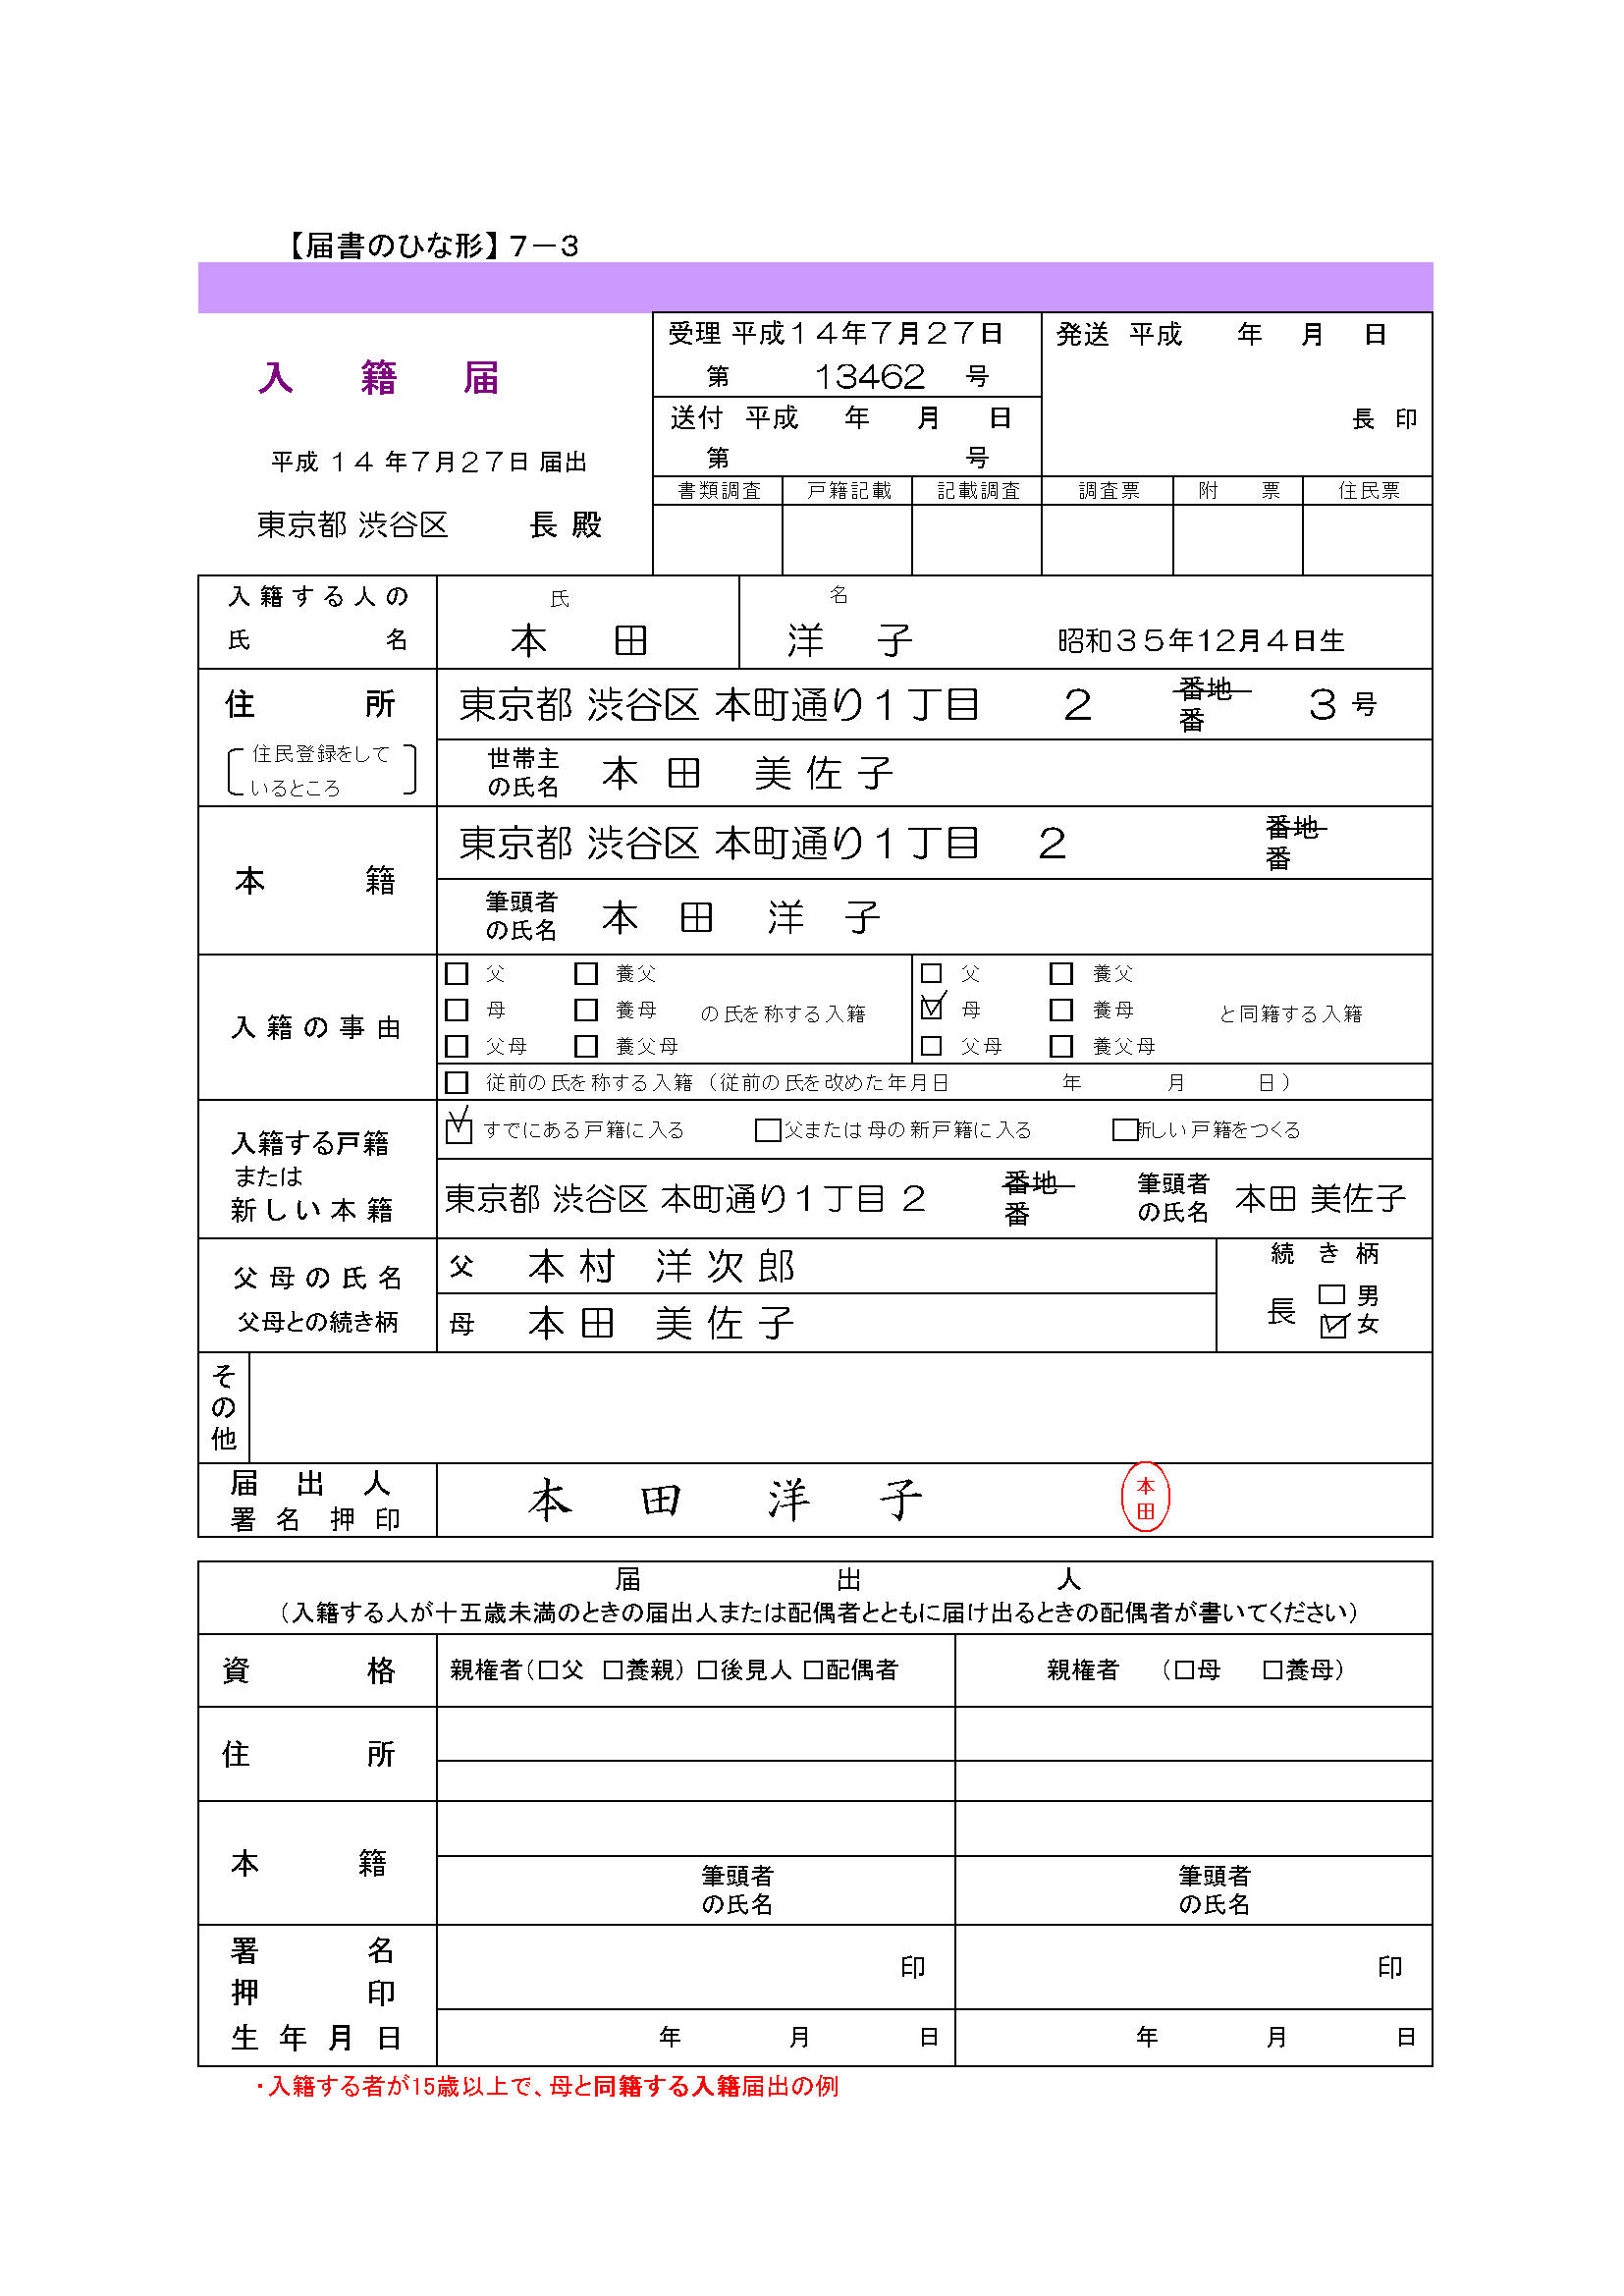 【届書のひな形】７－３
入籍届
平成 １４ 年７月２７日 届出
東京都 渋谷区 長 殿
受理 平成１４年７月２７日
第 13462 号
送付 平成 年 月 日
第 号
発送 平成 年 月 日
長 印
書類調査 戸籍記載 記載調査 調査票 附票 住民票
入籍する人の
氏名
氏 名
本田 洋子 昭和３５年１２月４日生
住所
住民登録をして
いるところ
東京都 渋谷区 本町通り１丁目 ２ 番地 ３ 号
番
世帯主
の氏名
本田 美佐子
本籍
東京都 渋谷区 本町通り１丁目 ２ 番地
番
筆頭者
の氏名
本田 洋子
入籍の事由
□ 父 □ 養父
□ 母 □ 養母 の氏を称する入籍
□ 父母 □ 養父母
□ 父 □ 養父
☑ 母 □ 養母 と同籍する入籍
□ 父母 □ 養父母
□ 従前の氏を称する入籍（従前の氏を改めた年月日 年 月 日）
入籍する戸籍
または
新しい本籍
☑ すでにある戸籍に入る □父または母の新戸籍に入る □新しい戸籍をつくる
東京都 渋谷区 本町通り１丁目 ２ 番地
番
筆頭者
の氏名
本田 美佐子
父母の氏名
父母との続き柄
父 本村 洋次郎
母 本田 美佐子
続き柄
長 □ 男
☑ 女
その他
届出人
署名押印
本田洋子
本田
届出人
（入籍する人が十五歳未満のときの届出人または配偶者とともに届け出るときの配偶者が書いてください）
資格
親権者（□父 □養親）□後見人 □配偶者
親権者 （□母 □養母）
住所
本籍
筆頭者
の氏名
筆頭者
の氏名
署名
押印
印 印
生年月日
年 月 日 年 月 日
・入籍する者が15歳以上で、母と同籍する入籍届出の例